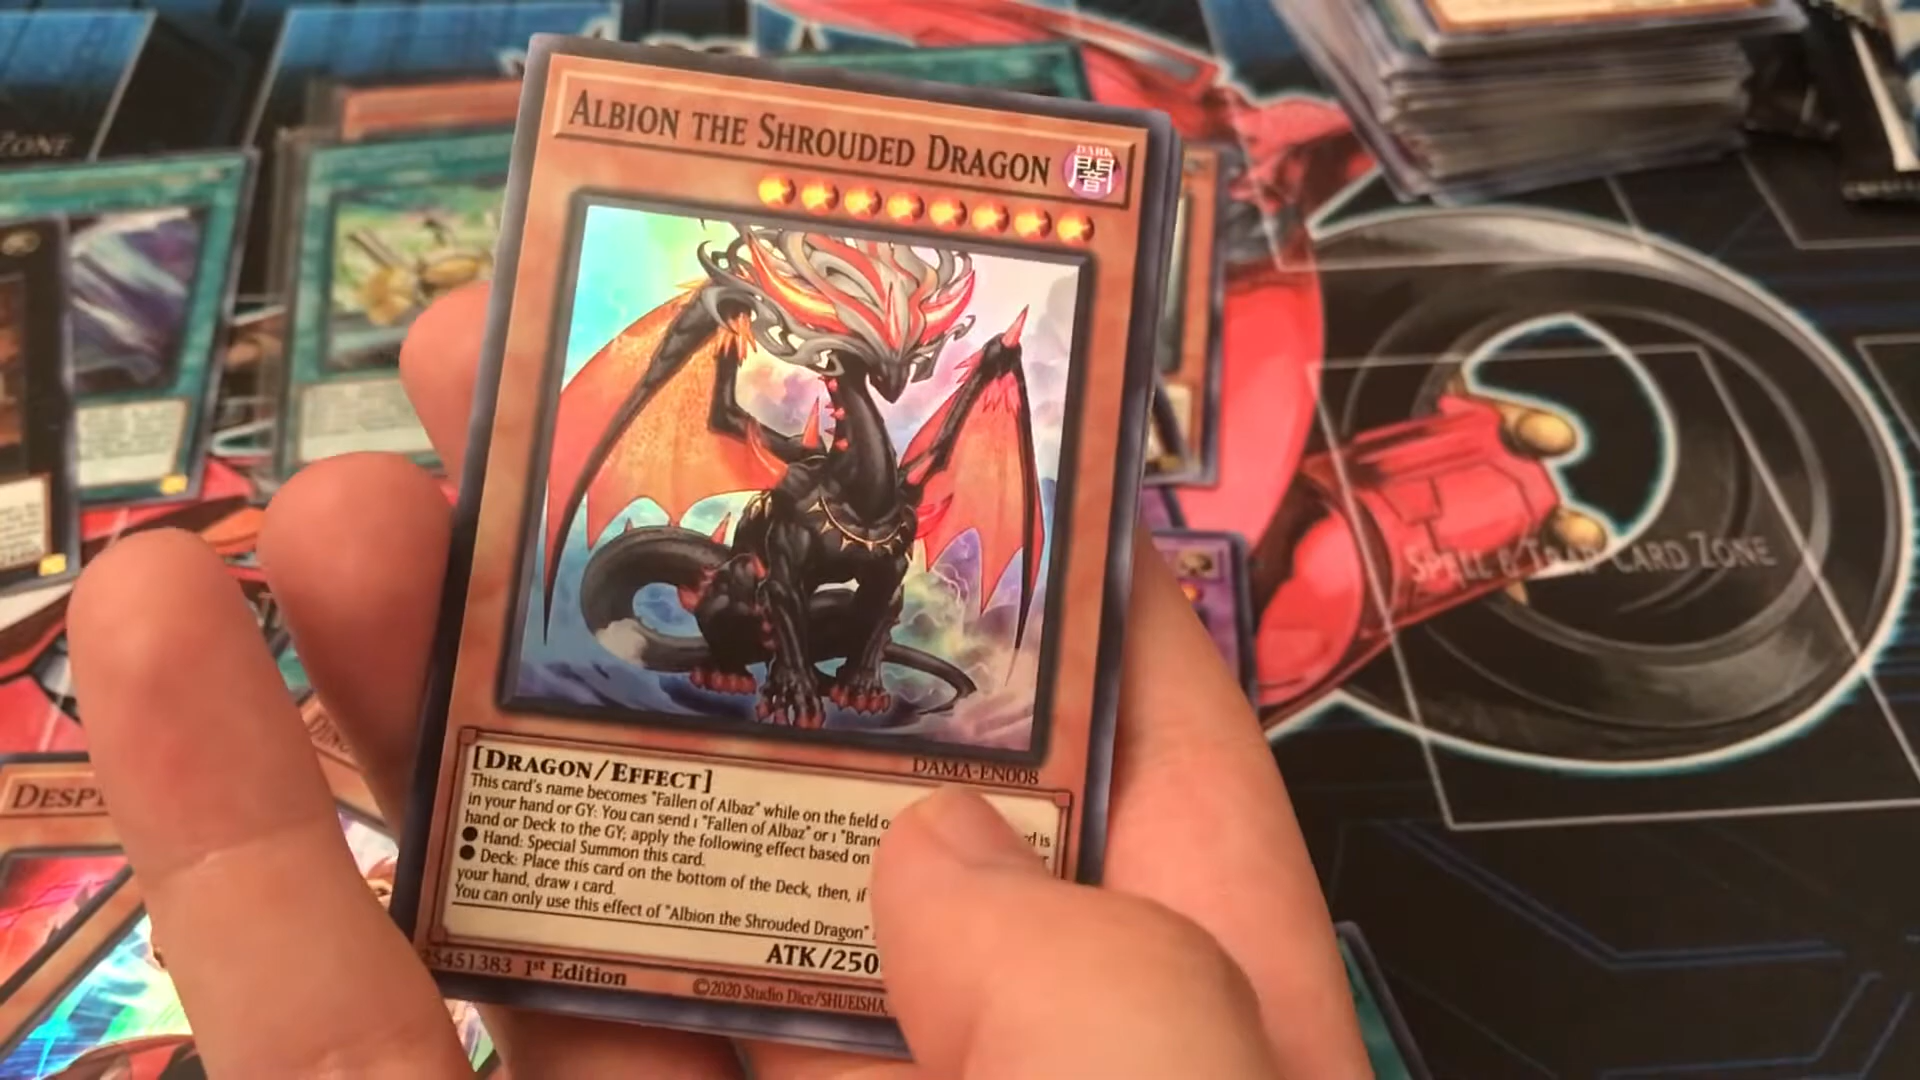 ZONE
ALBION THE SHROUDED DRAGON
DARK
闇
SPELL & TRAP CARD ZONE
DESP
DAMA-EN008
[DRAGON/EFFECT]
This card's name becomes "Fallen of Albaz" while on the field o
in your hand or GY: You can send 1 "Fallen of Albaz" or 1 "Bran
hand or Deck to the GY; apply the following effect based on
● Hand: Special Summon this card.
● Deck: Place this card on the bottom of the Deck, then, if
your hand, draw 1 card.
You can only use this effect of "Albion the Shrouded Dragon"
ATK/250
25451383 1st Edition
©2020 Studio Dice/SHUEISHA,